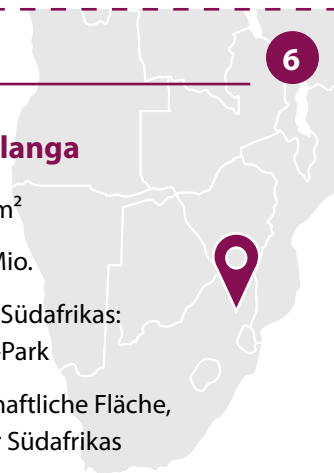 6
langa
m²
Mio.
Südafrikas:
-Park
haftliche Fläche,
r Südafrikas